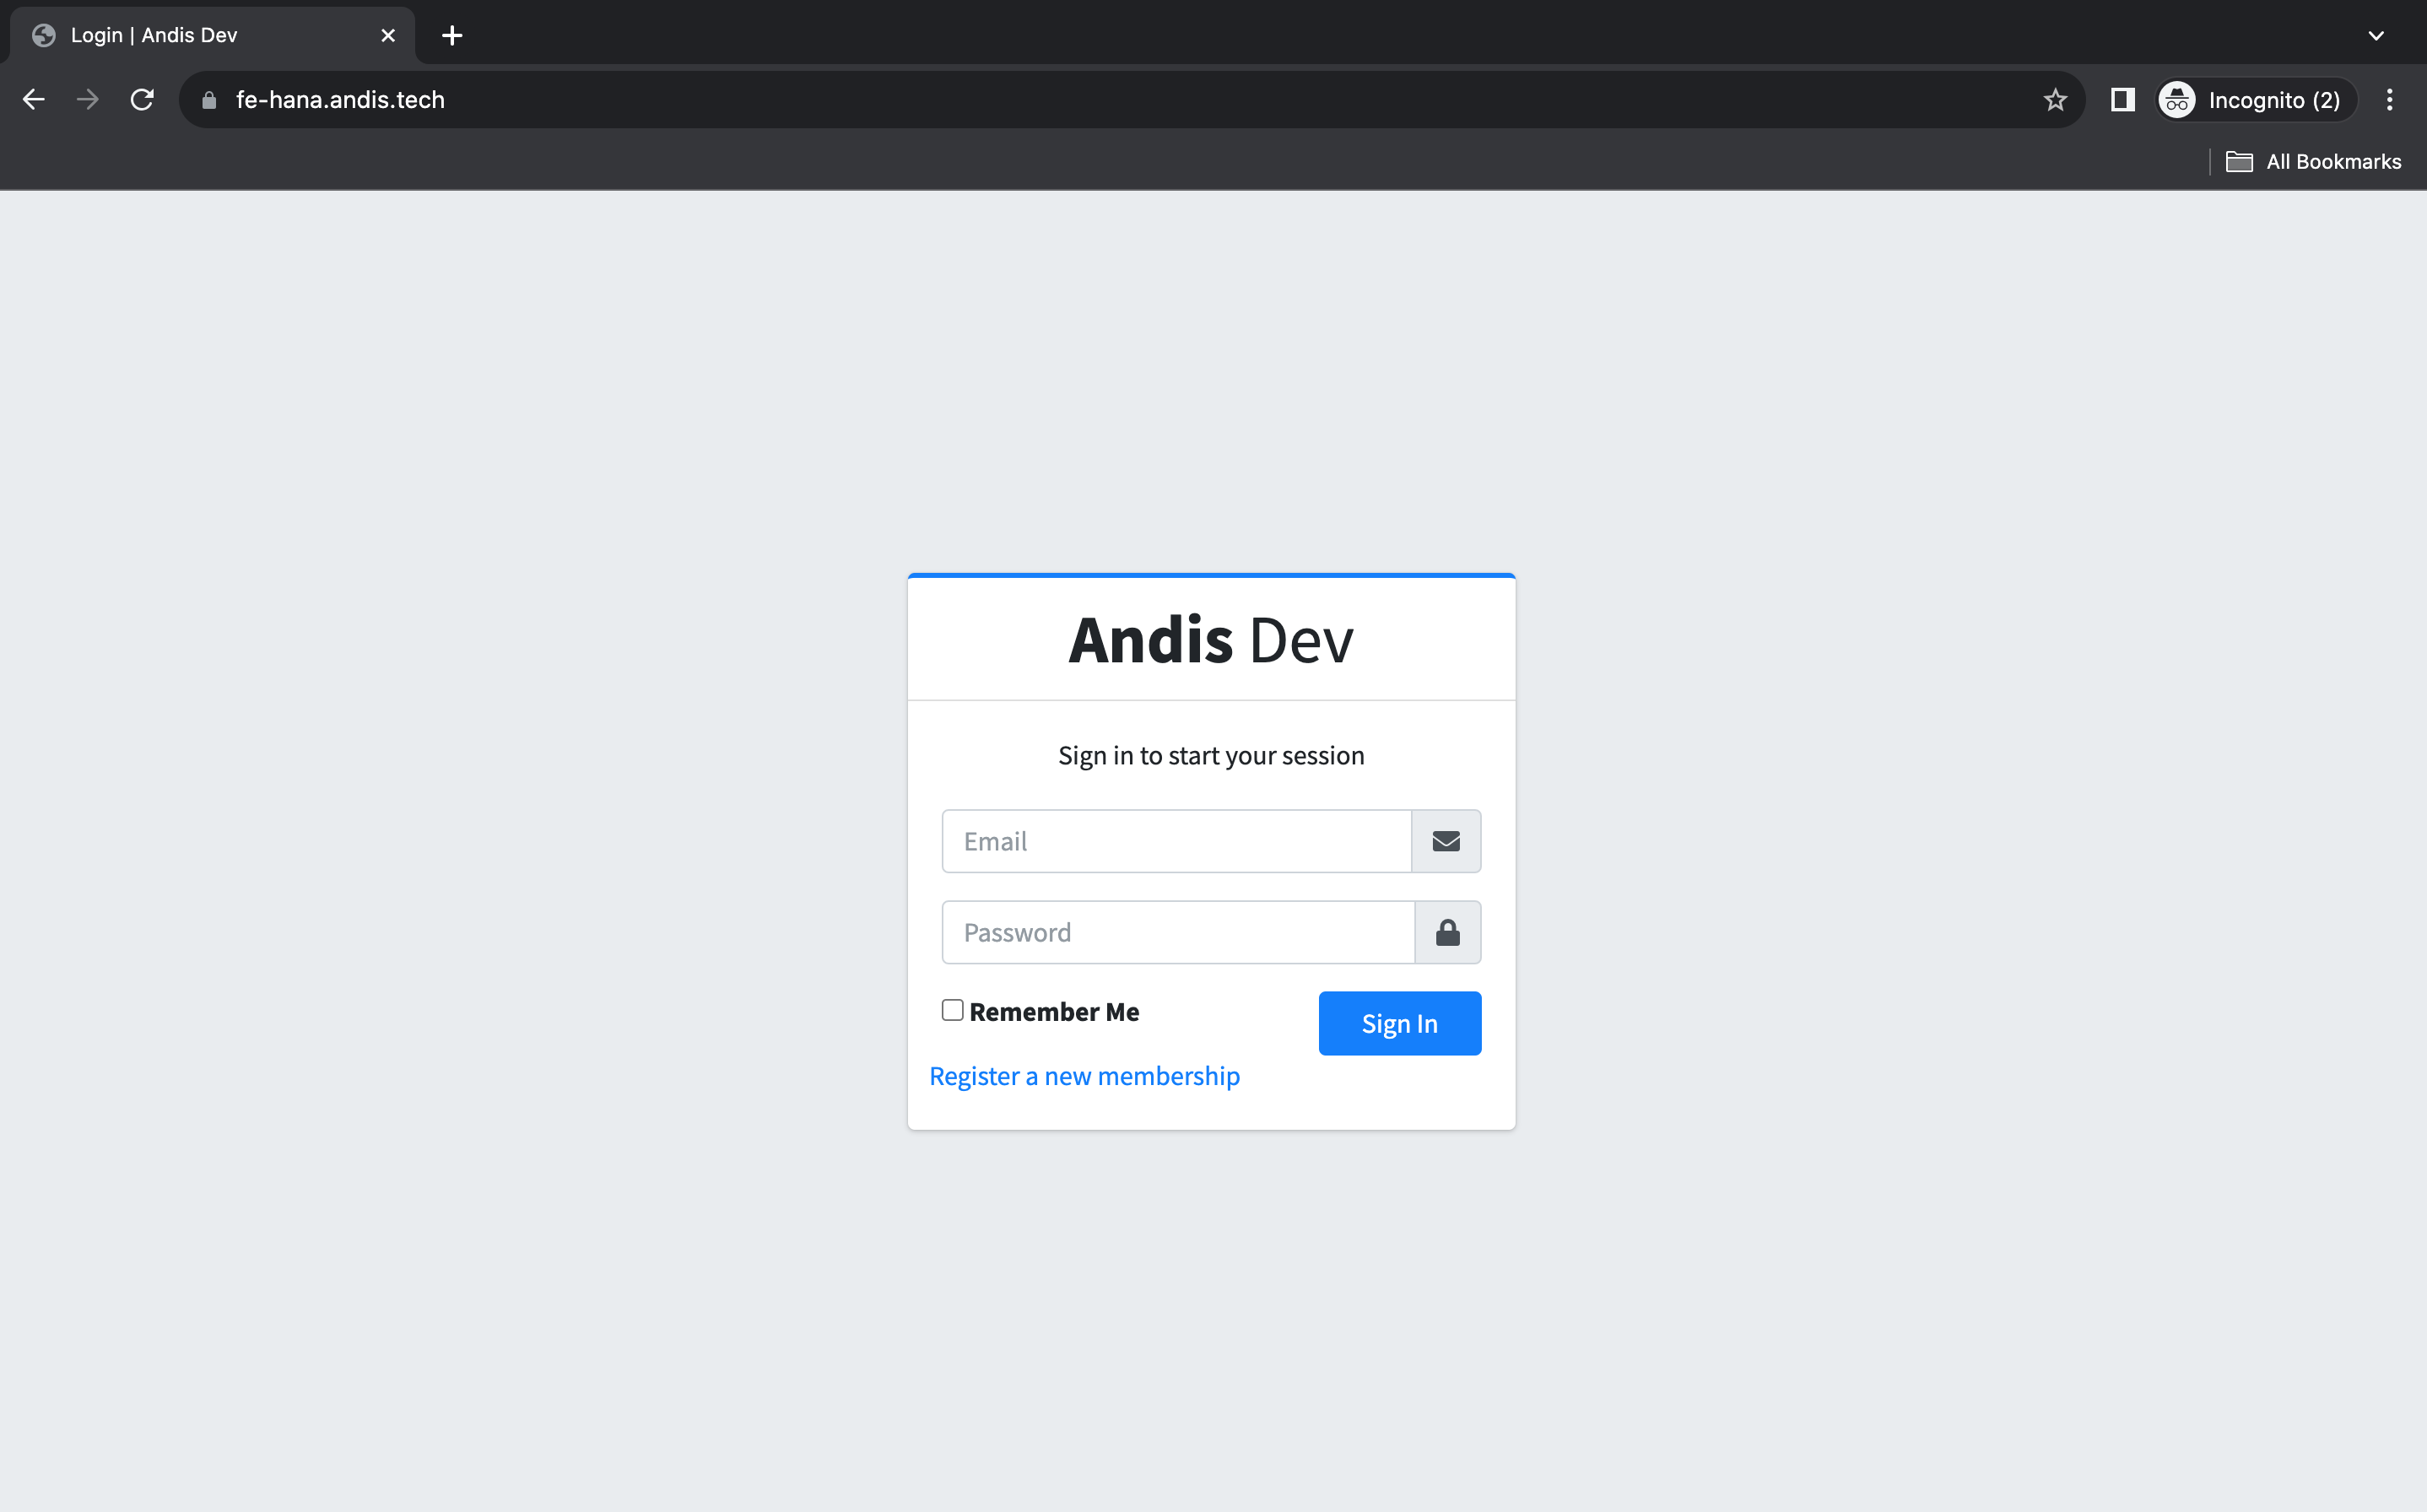 Login | Andis Dev
fe-hana.andis.tech
Incognito (2)
All Bookmarks
Andis Dev
Sign in to start your session
Email
Password
Remember Me
Sign In
Register a new membership